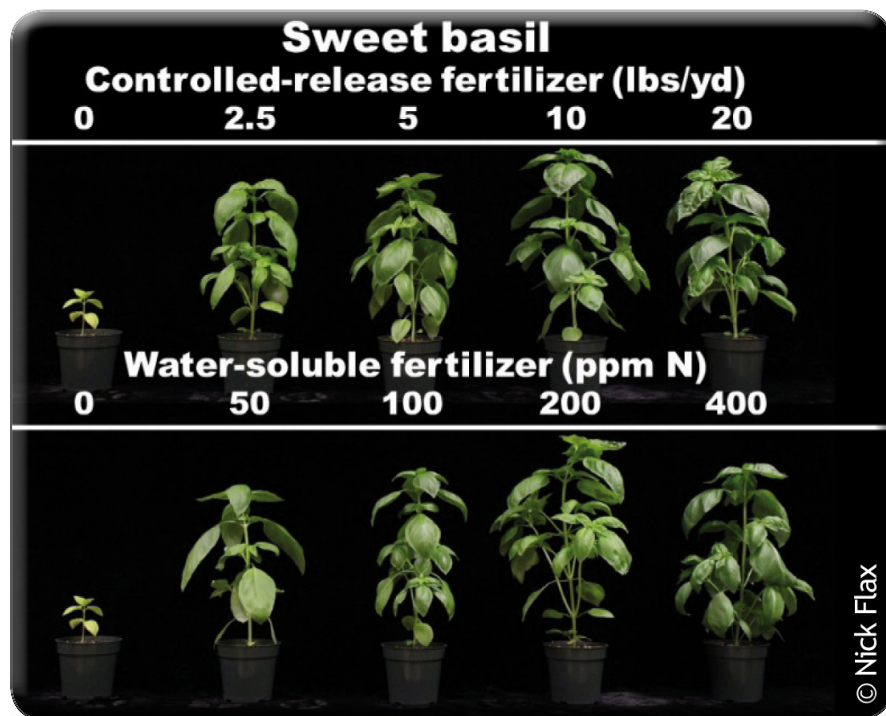 Sweet basil
Controlled-release fertilizer (lbs/yd)
0 2.5 5 10 20
Water-soluble fertilizer (ppm N)
0 50 100 200 400
© Nick Flax